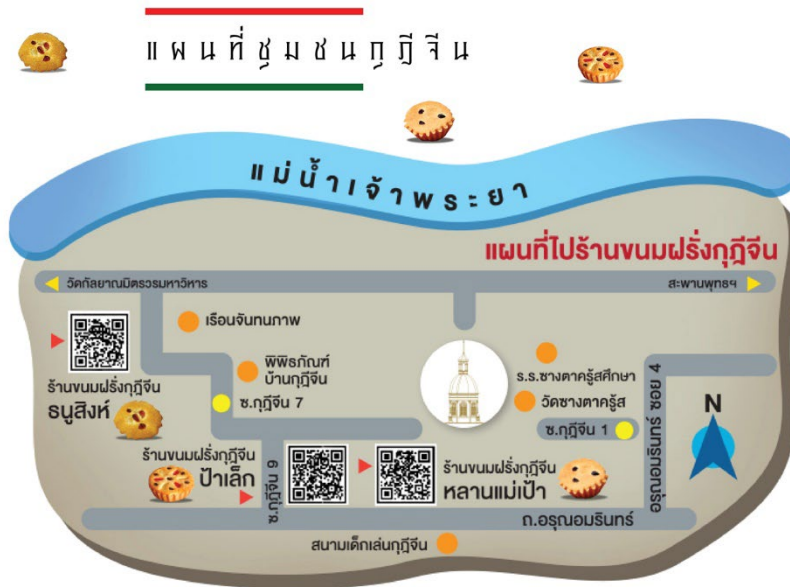 แผนที่ชุมชนกุฎีจีน
แม่น้ำเจ้าพระยา
แผนที่ไปร้านขนมฝรั่งกุฎีจีน
วัดกัลยาณมิตรวรมหาวิหาร
สะพานพุทธฯ
เรือนจันทนภาพ
พิพิธภัณฑ์
บ้านกุฎีจีน
ซ.กุฎีจีน 7
ร้านขนมฝรั่งกุฎีจีน
ธนูสิงห์
ร.ร.ซางตาครู้สศึกษา
วัดซางตาครู้ส
ซ.กุฎีจีน 1
อรุณอมรินทร์ ซอย 4
N
ร้านขนมฝรั่งกุฎีจีน
ป้าเล็ก
ซ.กุฎีจีน 6
ร้านขนมฝรั่งกุฎีจีน
หลานแม่เป้า
ถ.อรุณอมรินทร์
สนามเด็กเล่นกุฎีจีน